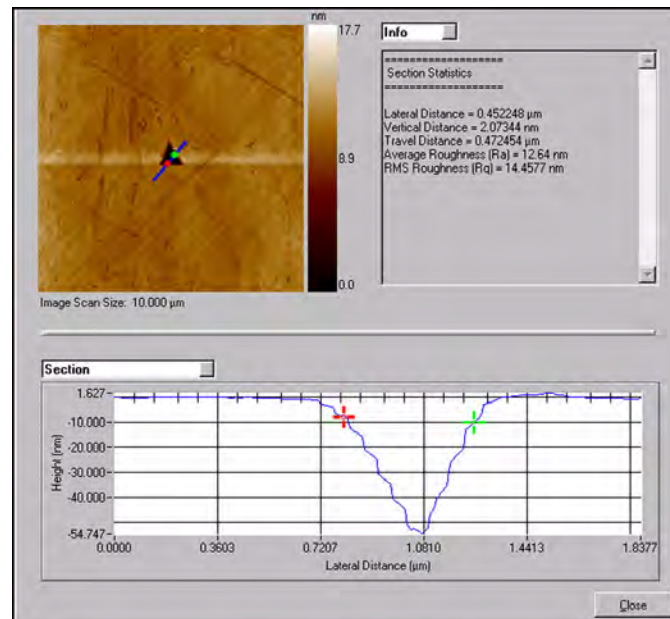 nm
17.7
8.9
0.0
Image Scan Size: 10.000 µm
Info
====================
Section Statistics
====================
Lateral Distance = 0.452248 µm
Vertical Distance = 2.07344 nm
Travel Distance = 0.472454 µm
Average Roughness (Ra) = 12.64 nm
RMS Roughness (Rq) = 14.4577 nm
Section
Height (nm)
1.627
-10.000
-20.000
-30.000
-40.000
-54.747
0.0000 0.3603 0.7207 1.0810 1.4413 1.8377
Lateral Distance (µm)
Close